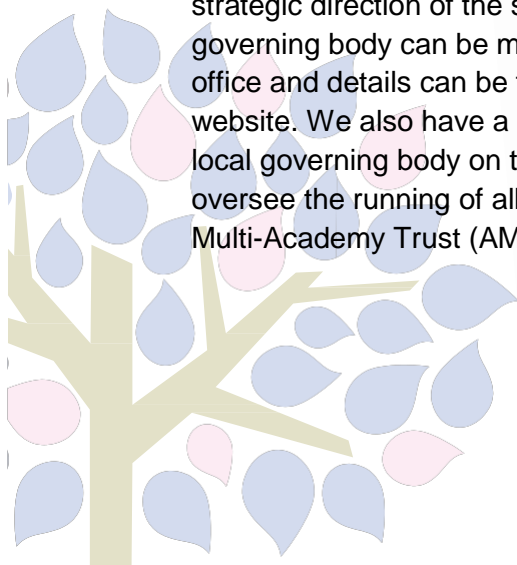 strategic direction of the s
governing body can be m
office and details can be
website. We also have a
local governing body on t
oversee the running of all
Multi-Academy Trust (AM